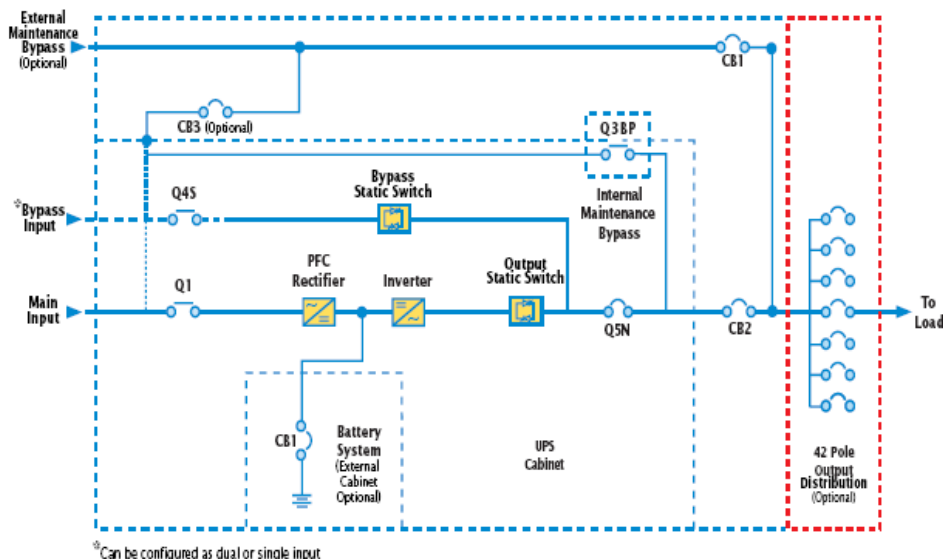 External
Maintenance
Bypass
(Optional)
CB1
CB3 (Optional)
Q3BP
Internal
Maintenance
Bypass
Bypass
Static Switch
Q4S
*Bypass
Input
PFC
Rectifier
Inverter
Output
Static Switch
Q1
Main
Input
Q5N
CB2
To
Load
CB1
Battery
System
(External
Cabinet
Optional)
UPS
Cabinet
42 Pole
Output
Distribution
(Optional)
*Can be configured as dual or single input